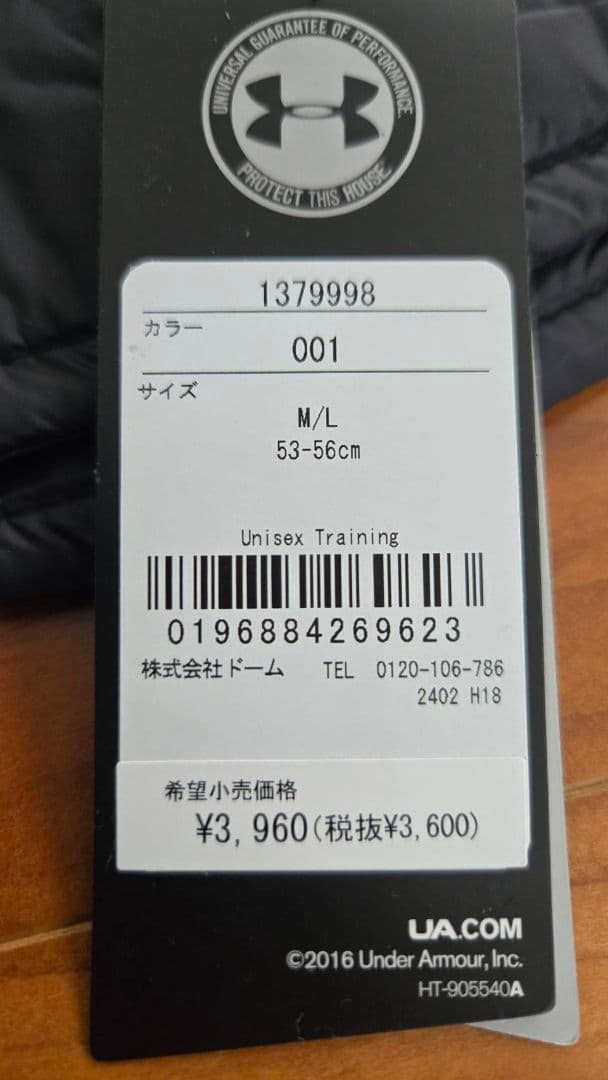 UNIVERSAL GUARANTEE OF PERFORMANCE
PROTECT THIS HOUSE
1379998
カラー
001
サイズ
M/L
53-56cm
Unisex Training
0196884269623
株式会社ドーム TEL 0120-106-786
2402 H18
希望小売価格
¥3,960(税抜¥3,600)
UA.COM
©2016 Under Armour, Inc.
HT-905540A